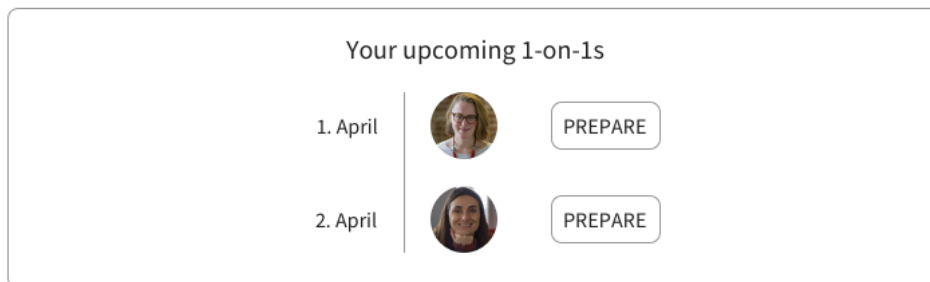 Your upcoming 1-on-1s
1. April
PREPARE
2. April
PREPARE